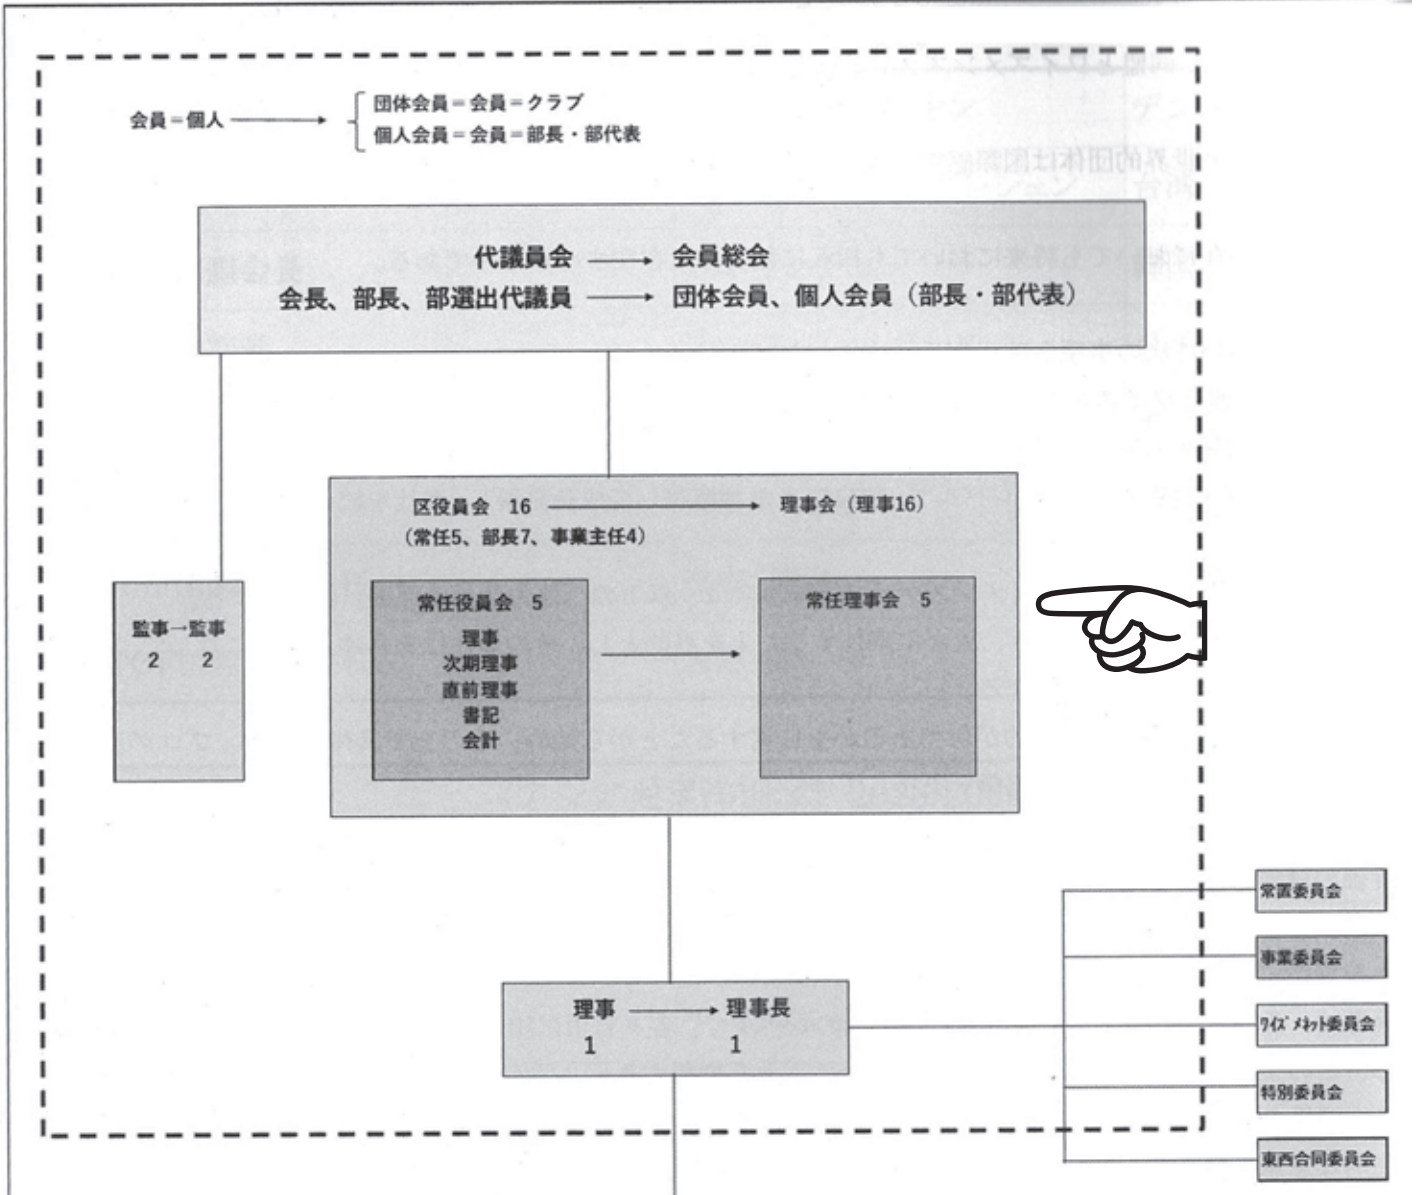 会員＝個人
団体会員＝会員＝クラブ
個人会員＝会員＝部長・部代表
代議員会 → 会員総会
会長、部長、部選出代議員 → 団体会員、個人会員（部長・部代表）
区役員会 16 → 理事会（理事16）
（常任5、部長7、事業主任4）
監事→監事
2 2
常任役員会 5
理事
次期理事
直前理事
書記
会計
常任理事会 5
理事 → 理事長
1 1
常置委員会
事業委員会
ﾜｲｽﾞﾒﾈｯﾄ委員会
特別委員会
東西合同委員会